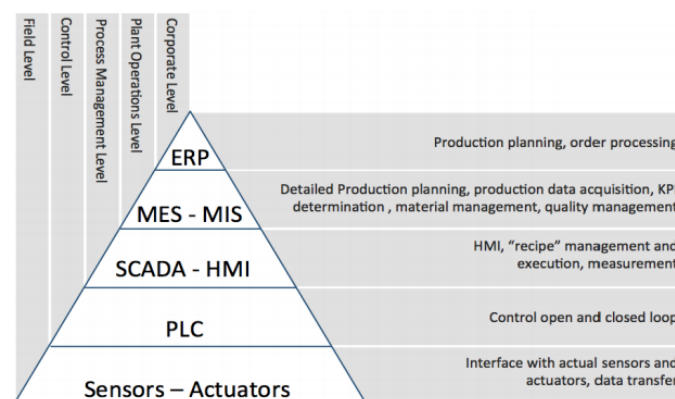 Field Level
Control Level
Process Management Level
Plant Operations Level
Corporate Level
ERP
Production planning, order processing
MES - MIS
Detailed Production planning, production data acquisition, KP
determination , material management, quality management
SCADA - HMI
HMI, “recipe” management and
execution, measurement
PLC
Control open and closed loop
Sensors – Actuators
Interface with actual sensors and
actuators, data transfer